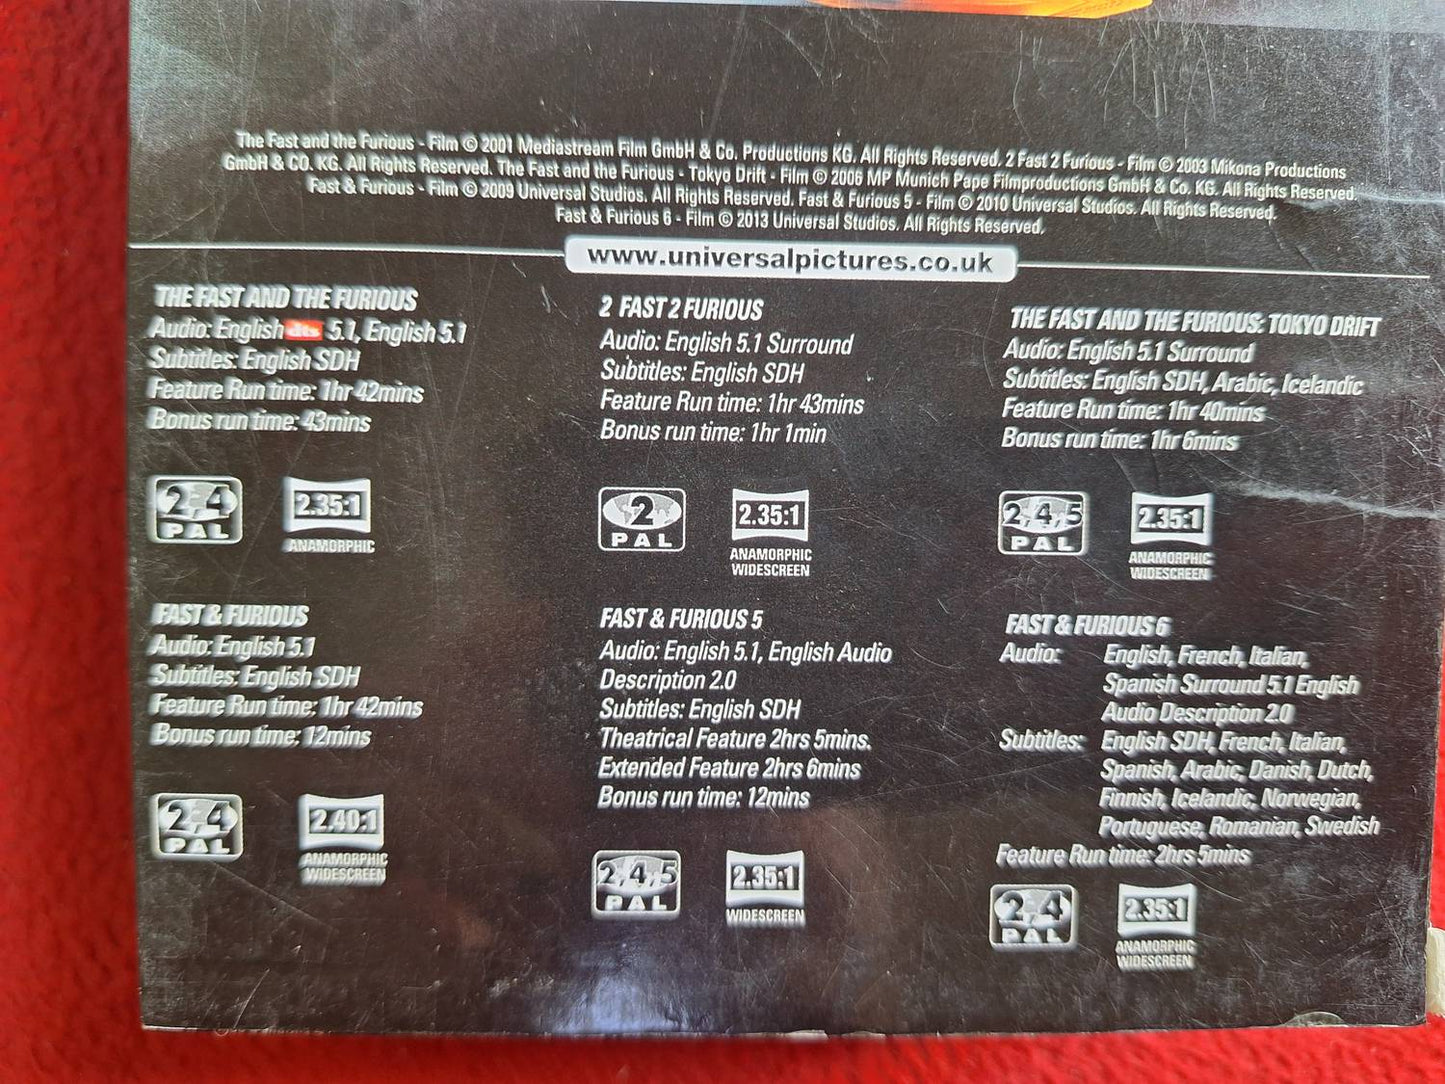 The Fast and the Furious - Film © 2001 Mediastream Film GmbH & Co. Productions KG. All Rights Reserved. 2 Fast 2 Furious - Film © 2003 Mikona Productions
GmbH & CO. KG. All Rights Reserved. The Fast and the Furious - Tokyo Drift - Film © 2006 MP Munich Pape Filmproductions GmbH & Co. KG. All Rights Reserved.
Fast & Furious - Film © 2009 Universal Studios. All Rights Reserved. Fast & Furious 5 - Film © 2010 Universal Studios. All Rights Reserved.
Fast & Furious 6 - Film © 2013 Universal Studios. All Rights Reserved.
www.universalpictures.co.uk
THE FAST AND THE FURIOUS
Audio: English dts 5.1, English 5.1
Subtitles: English SDH
Feature Run time: 1hr 42mins
Bonus run time: 43mins
2,4
PAL
2.35:1
ANAMORPHIC
2 FAST 2 FURIOUS
Audio: English 5.1 Surround
Subtitles: English SDH
Feature Run time: 1hr 43mins
Bonus run time: 1hr 1min
2
PAL
2.35:1
ANAMORPHIC
WIDESCREEN
THE FAST AND THE FURIOUS: TOKYO DRIFT
Audio: English 5.1 Surround
Subtitles: English SDH, Arabic, Icelandic
Feature Run time: 1hr 40mins
Bonus run time: 1hr 6mins
2,4,5
PAL
2.35:1
ANAMORPHIC
WIDESCREEN
FAST & FURIOUS
Audio: English 5.1
Subtitles: English SDH
Feature Run time: 1hr 42mins
Bonus run time: 12mins
2,4
PAL
2.40:1
ANAMORPHIC
WIDESCREEN
FAST & FURIOUS 5
Audio: English 5.1, English Audio
Description 2.0
Subtitles: English SDH
Theatrical Feature 2hrs 5mins.
Extended Feature 2hrs 6mins
Bonus run time: 12mins
2,4,5
PAL
2.35:1
WIDESCREEN
FAST & FURIOUS 6
Audio: English, French, Italian,
Spanish Surround 5.1 English
Audio Description 2.0
Subtitles: English SDH, French, Italian,
Spanish, Arabic, Danish, Dutch,
Finnish, Icelandic, Norwegian,
Portuguese, Romanian, Swedish
Feature Run time: 2hrs 5mins
2,4
PAL
2.35:1
ANAMORPHIC
WIDESCREEN